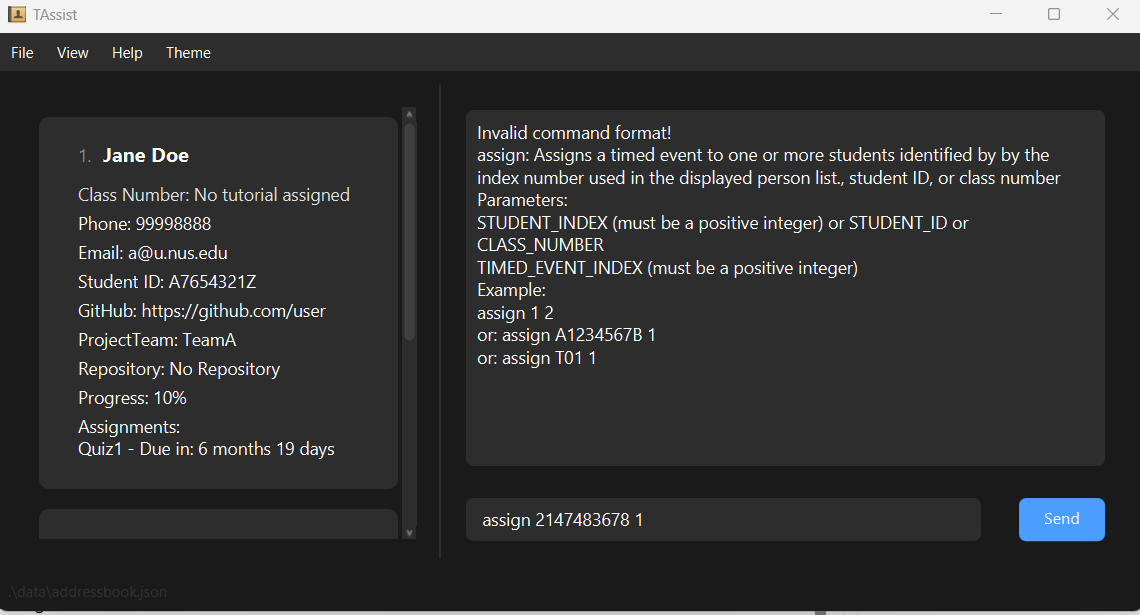 TAssist
File View Help Theme
1. Jane Doe
Class Number: No tutorial assigned
Phone: 99998888
Email: a@u.nus.edu
Student ID: A7654321Z
GitHub: https://github.com/user
ProjectTeam: TeamA
Repository: No Repository
Progress: 10%
Assignments:
Quiz1 - Due in: 6 months 19 days
Invalid command format!
assign: Assigns a timed event to one or more students identified by by the
index number used in the displayed person list., student ID, or class number
Parameters:
STUDENT_INDEX (must be a positive integer) or STUDENT_ID or
CLASS_NUMBER
TIMED_EVENT_INDEX (must be a positive integer)
Example:
assign 1 2
or: assign A1234567B 1
or: assign T01 1
assign 2147483678 1
Send
.\data\addressbook.json